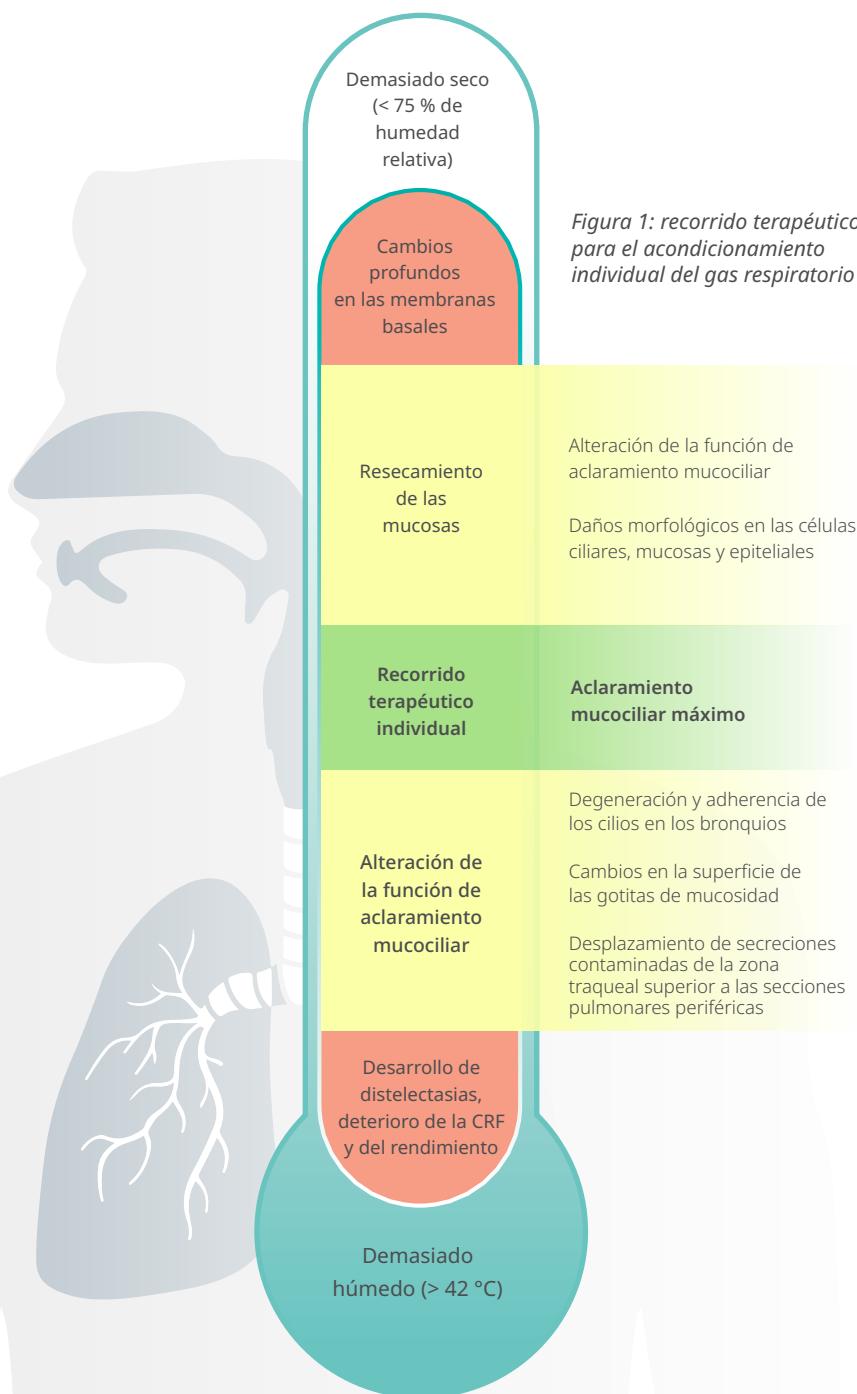 Demasiado seco
(< 75 % de
humedad
relativa)
Cambios
profundos
en las membranas
basales
Figura 1: recorrido terapéutico
para el acondicionamiento
individual del gas respiratorio
Resecamiento
de las
mucosas
Alteración de la función de
aclaramiento mucociliar
Daños morfológicos en las células
ciliares, mucosas y epiteliales
Recorrido
terapéutico
individual
Aclaramiento
mucociliar máximo
Alteración de
la función de
aclaramiento
mucociliar
Degeneración y adherencia de
los cilios en los bronquios
Cambios en la superficie de
las gotitas de mucosidad
Desplazamiento de secreciones
contaminadas de la zona
traqueal superior a las secciones
pulmonares periféricas
Desarrollo de
distelectasias,
deterioro de la CRF
y del rendimiento
Demasiado
húmedo (> 42 °C)